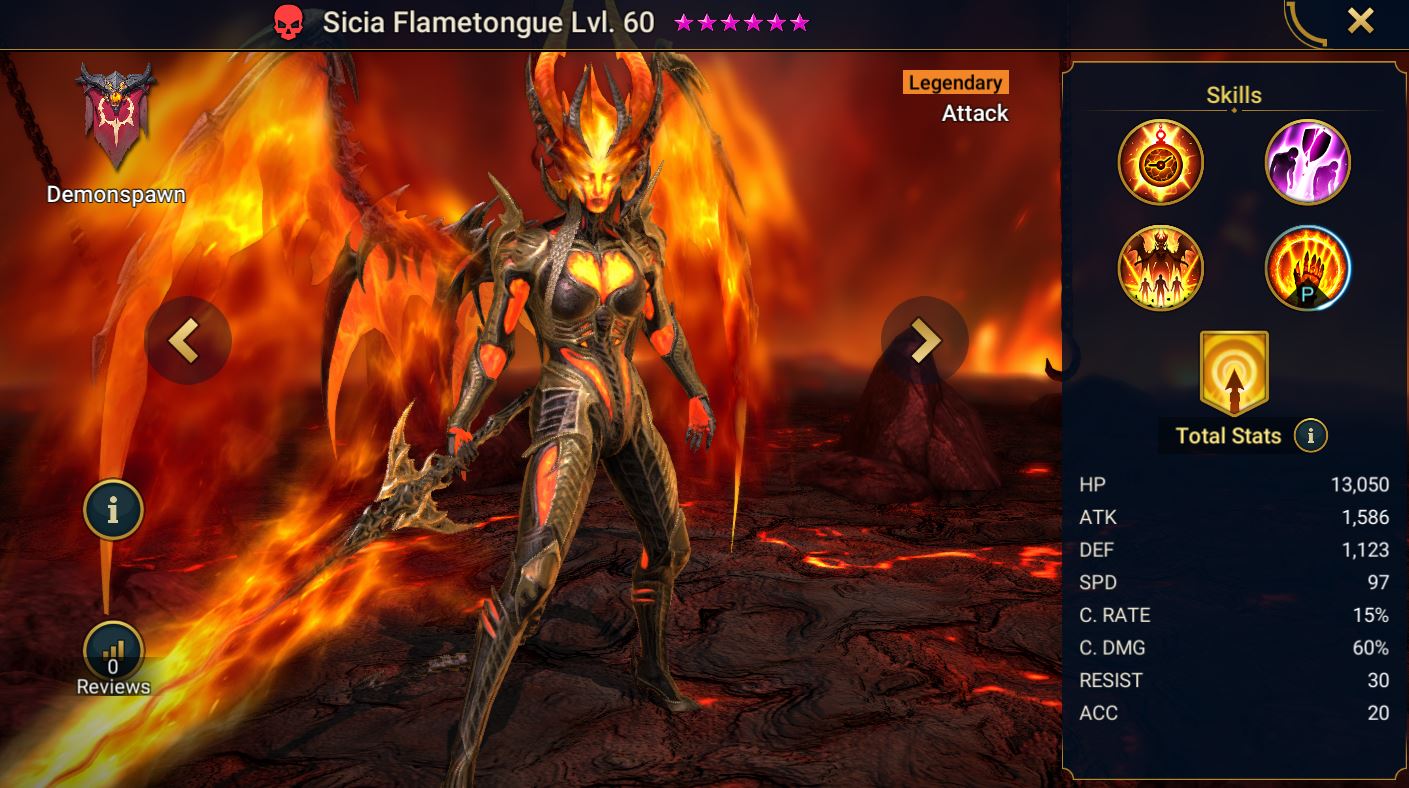 Sicia Flametongue Lvl. 60
Legendary
Attack
Demonspawn
0
Reviews
Skills
P
Total Stats
HP 13,050
ATK 1,586
DEF 1,123
SPD 97
C. RATE 15%
C. DMG 60%
RESIST 30
ACC 20